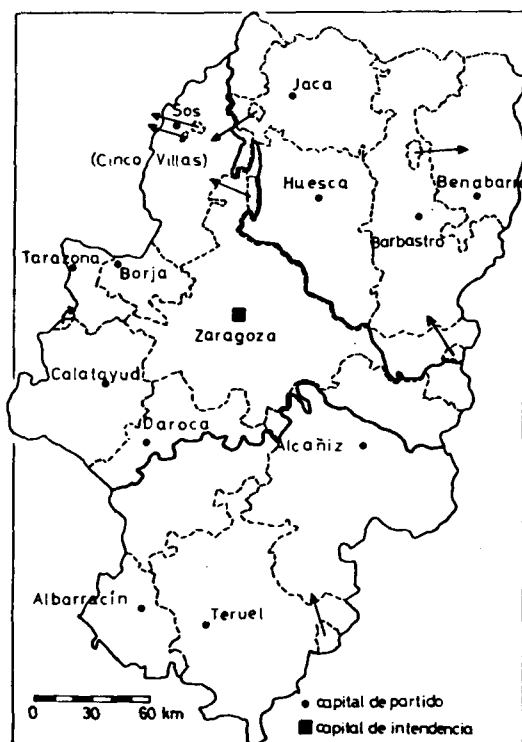 Jaca
Sos
(Cinco Villas)
Huesca
Benabarre
Barbastro
Tarazona
Borja
Zaragoza
Calatayud
Daroca
Alcañiz
Albarracín
Teruel
0 30 60 km
capital de partido
capital de intendencia